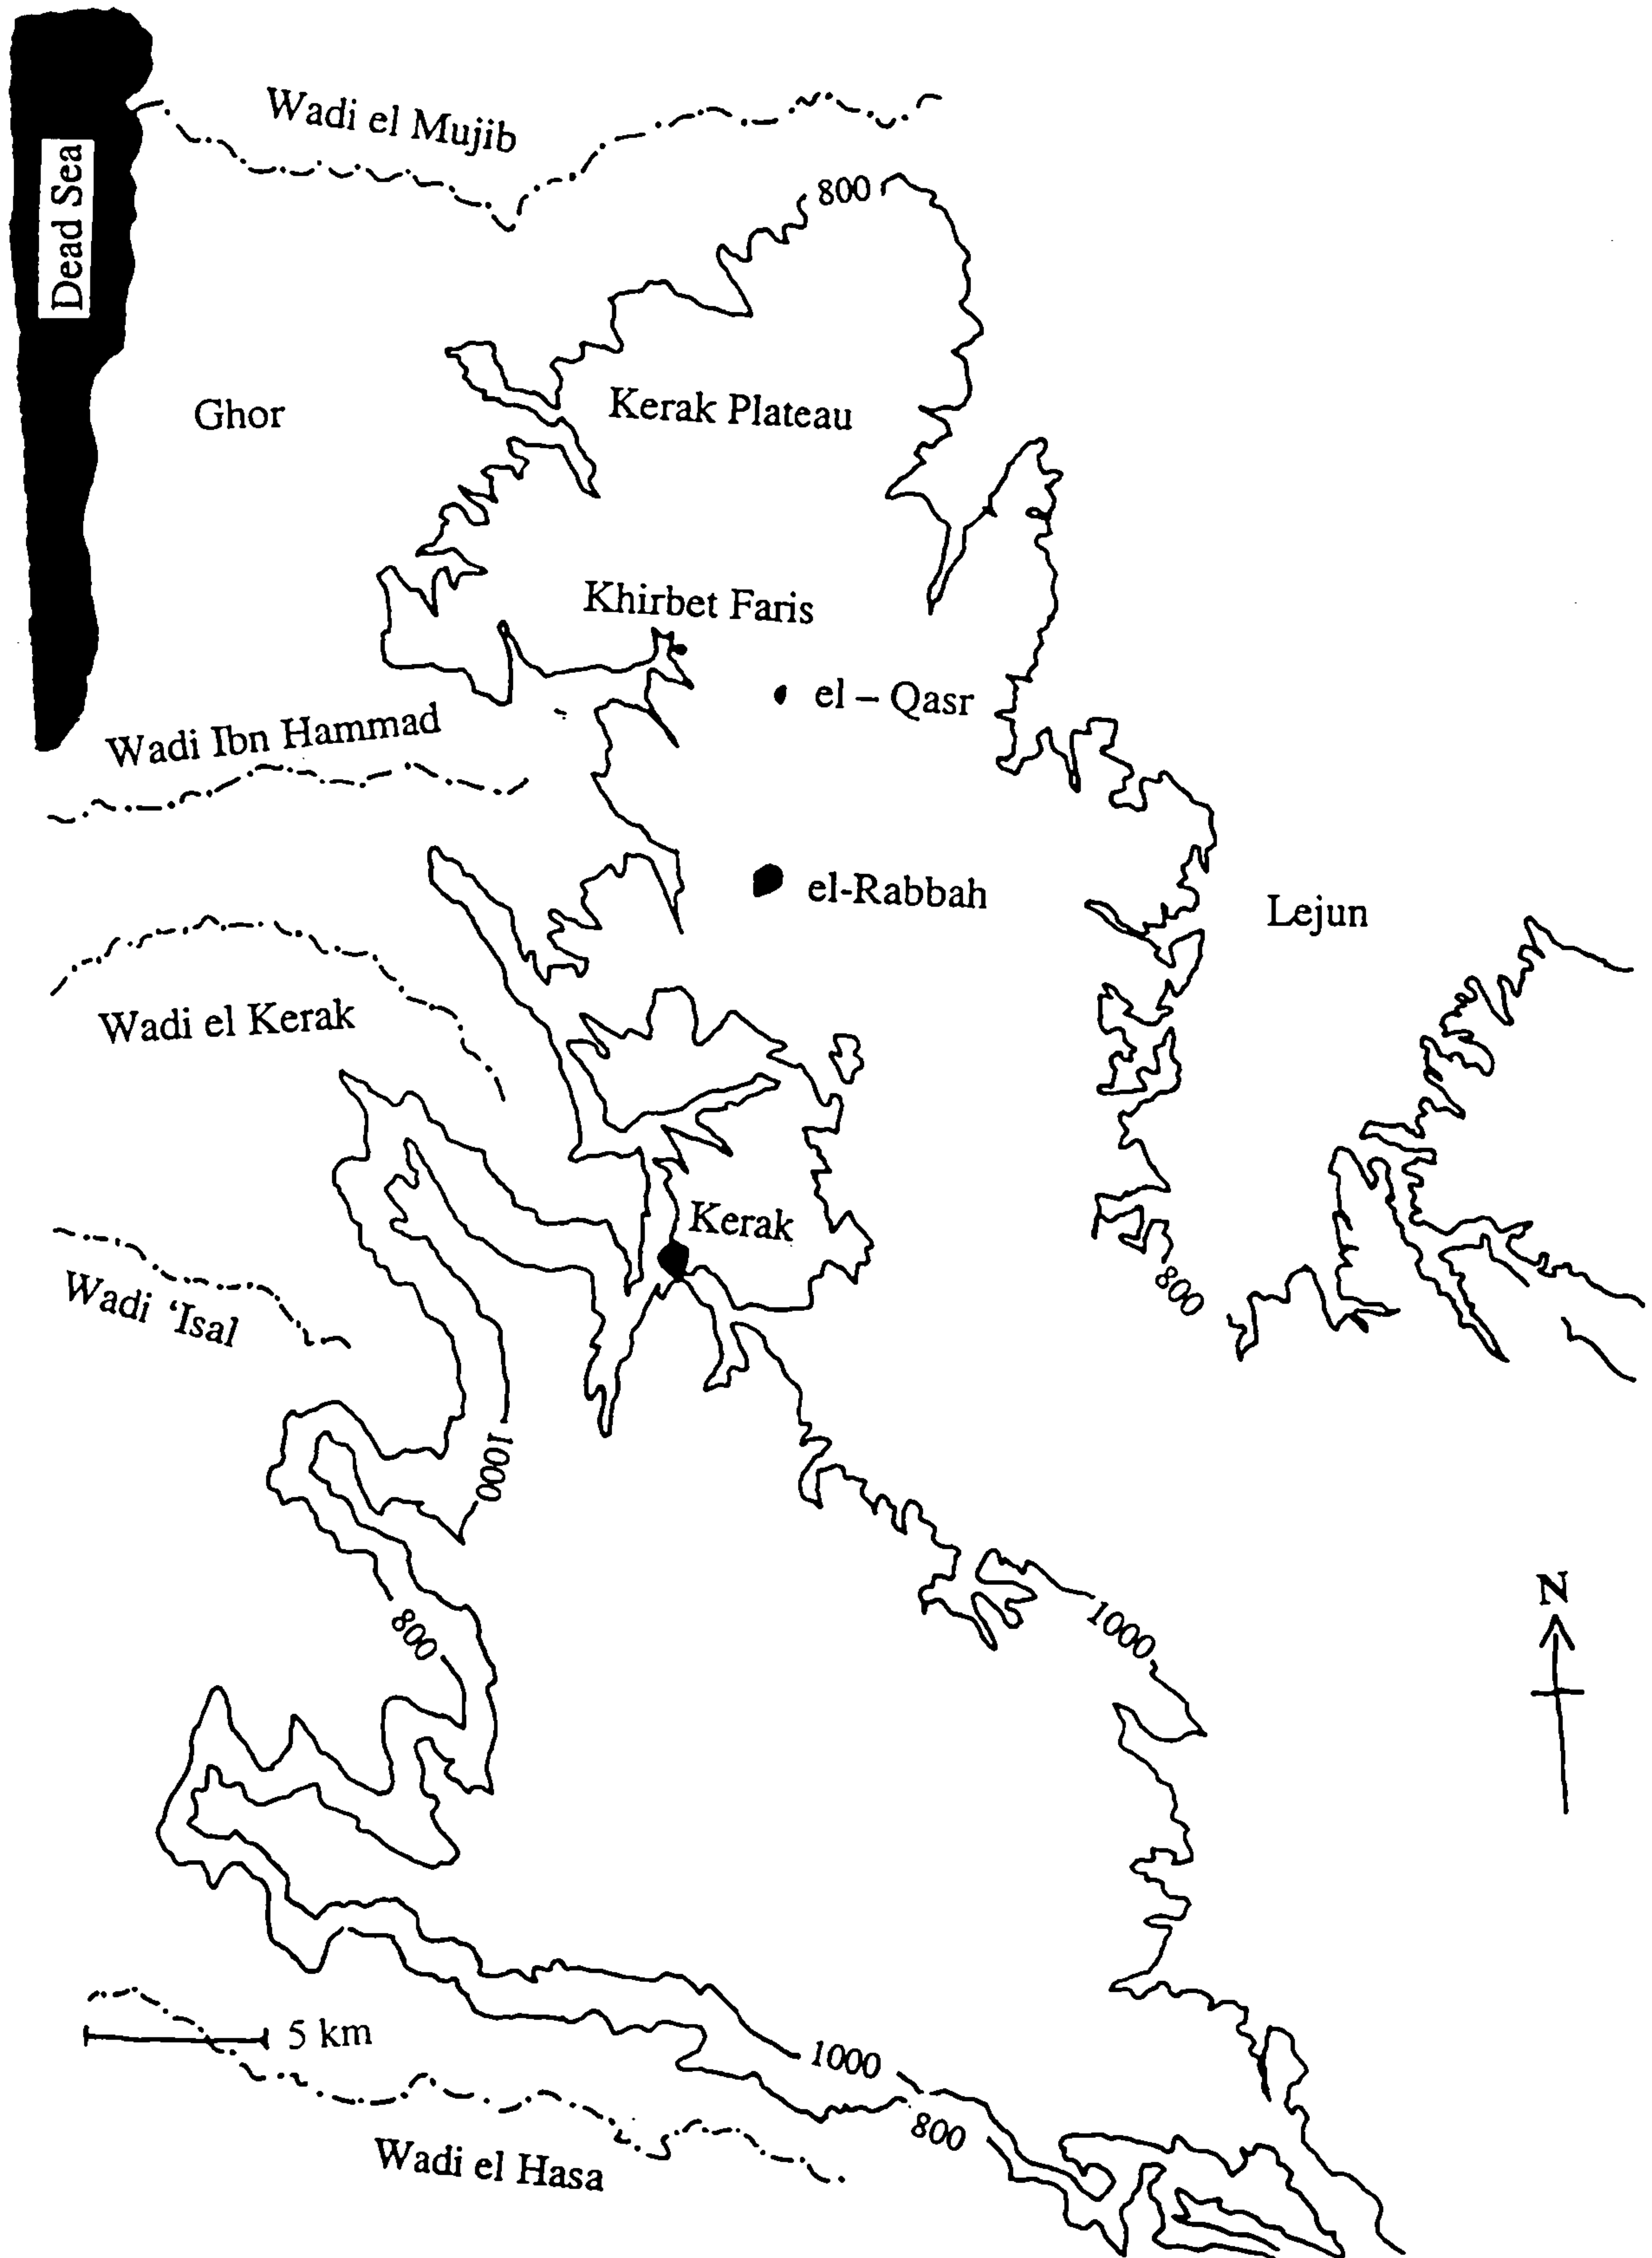 Wadi el Mujib
800
Dead Sea
Ghor
Kerak Plateau
Khirbet Faris
el – Qasr
Wadi Ibn Hammad
el-Rabbah
Lejun
Wadi el Kerak
Kerak
800
Wadi ‘Isal
1000
800
1000
N
5 km
1000
800
Wadi el Hasa